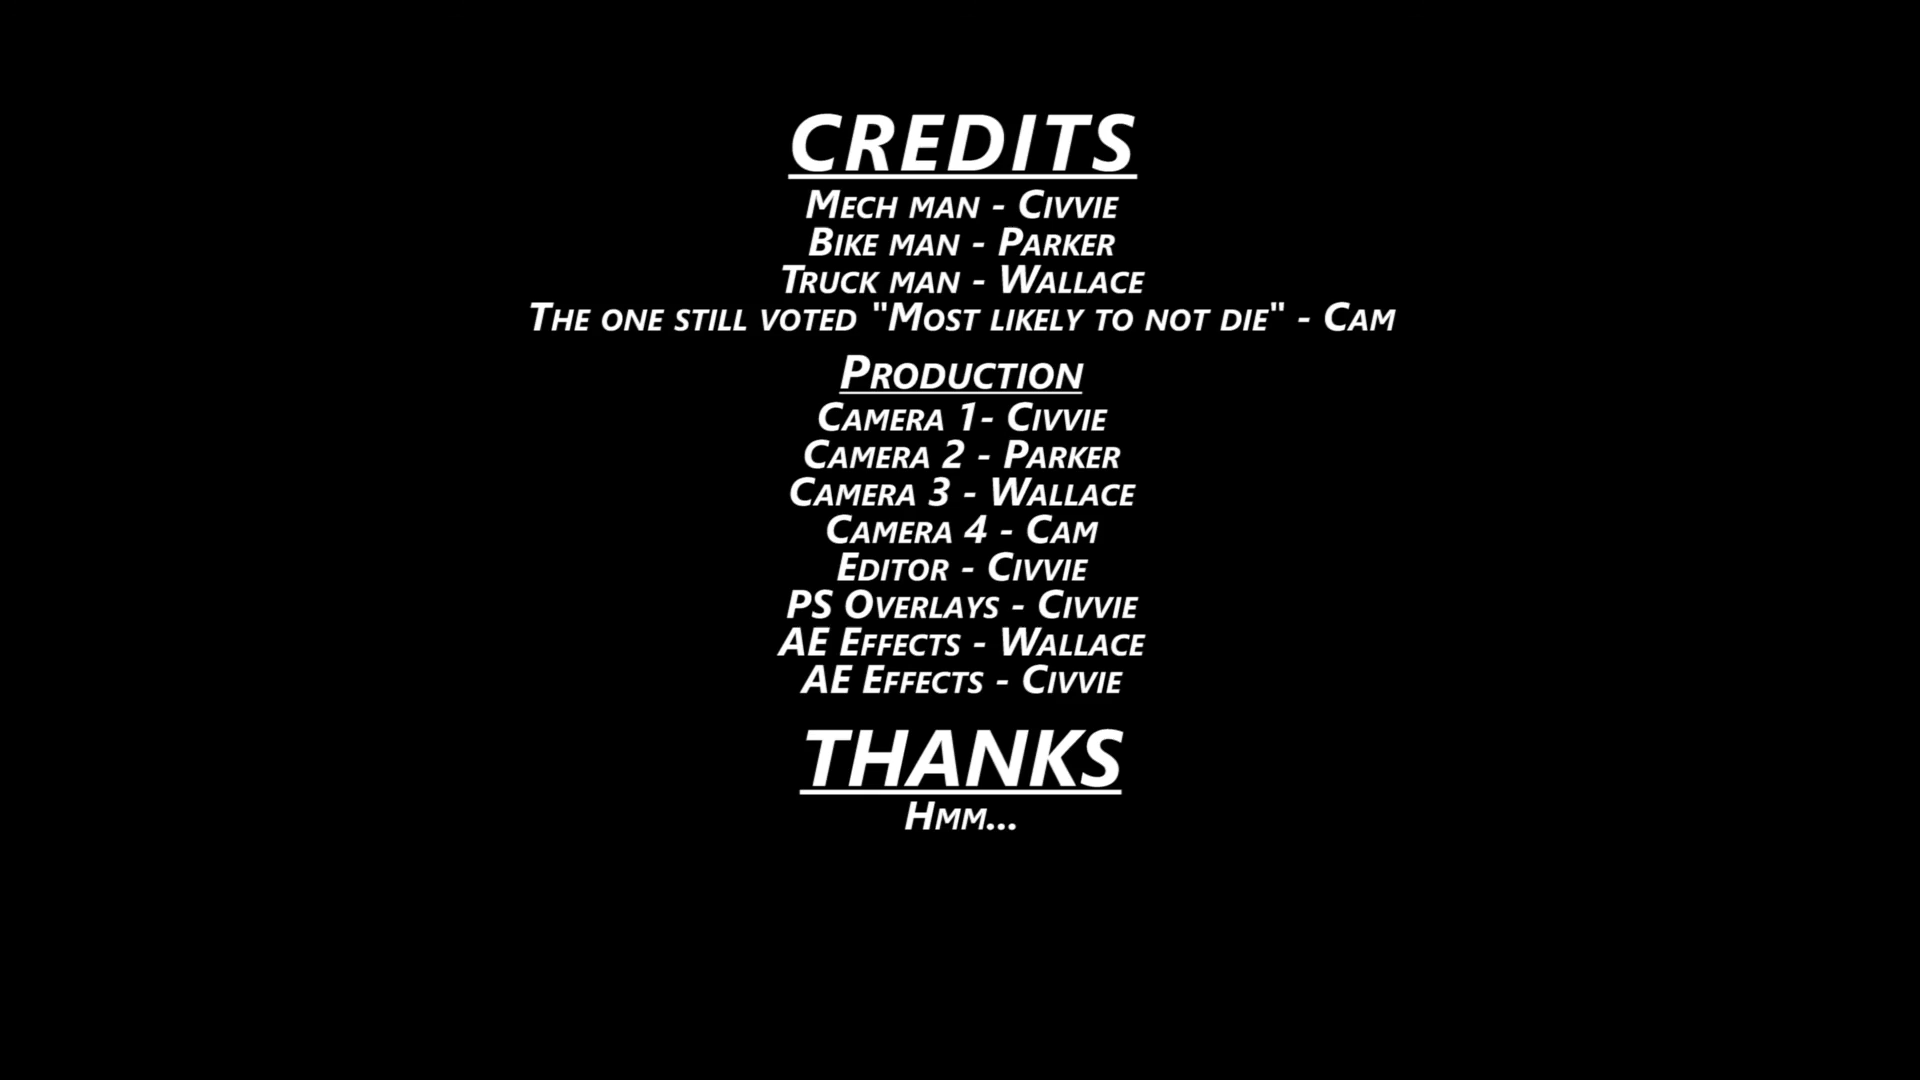 CREDITS
Mech man - Civvie
Bike man - Parker
Truck man - Wallace
The one still voted "Most likely to not die" - Cam
Production
Camera 1- Civvie
Camera 2 - Parker
Camera 3 - Wallace
Camera 4 - Cam
Editor - Civvie
PS Overlays - Civvie
AE Effects - Wallace
AE Effects - Civvie
THANKS
Hmm...